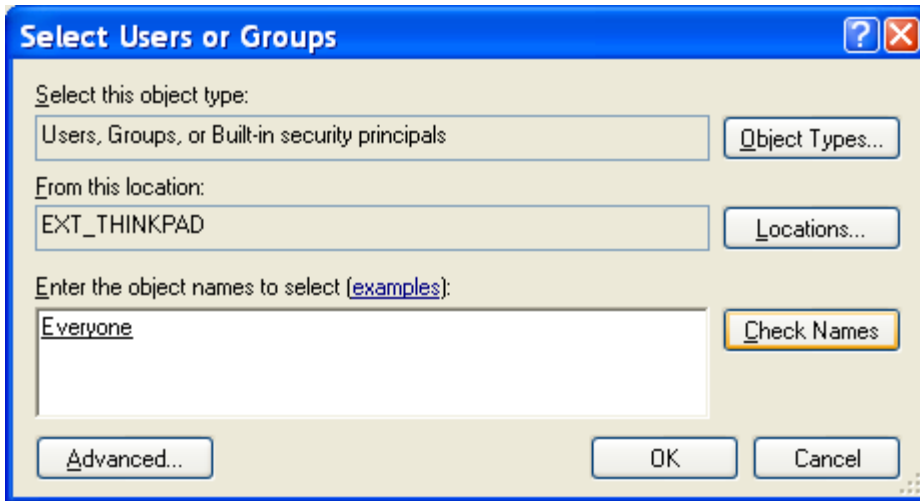 Select Users or Groups
Select this object type:
Users, Groups, or Built-in security principals
Object Types...
From this location:
EXT_THINKPAD
Locations...
Enter the object names to select (examples):
Everyone
Check Names
Advanced...
OK
Cancel